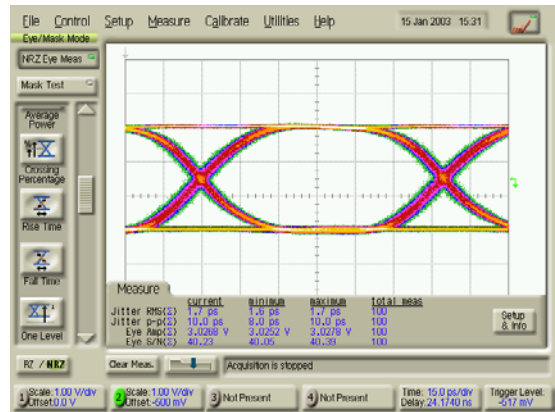 File Control Setup Measure Calibrate Utilities Help 15 Jan 2003 15:31
Eye/Mask Mode
NRZ Eye Meas
Mask Test
Average
Power
Crossing
Percentage
Rise Time
Fall Time
One Level
Measure
current minimum maximum total meas
Jitter RMS(2) 1.7 ps 1.6 ps 1.7 ps 100
Jitter p-p(2) 10.0 ps 8.0 ps 10.0 ps 100
Eye Amp(2) 3.0268 V 3.0252 V 3.0278 V 100
Eye S/N(2) 40.23 40.05 40.39 100
Setup
& Info
RZ / NRZ
Clear Meas.
Acquisition is stopped
1 Scale:1.00 V/div
Offset:0.0 V
2 Scale:1.00 V/div
Offset:-500 mV
3 Not Present
4 Not Present
Time: 15.0 ps/div
Delay:24.1740 ns
Trigger Level:
-517 mV